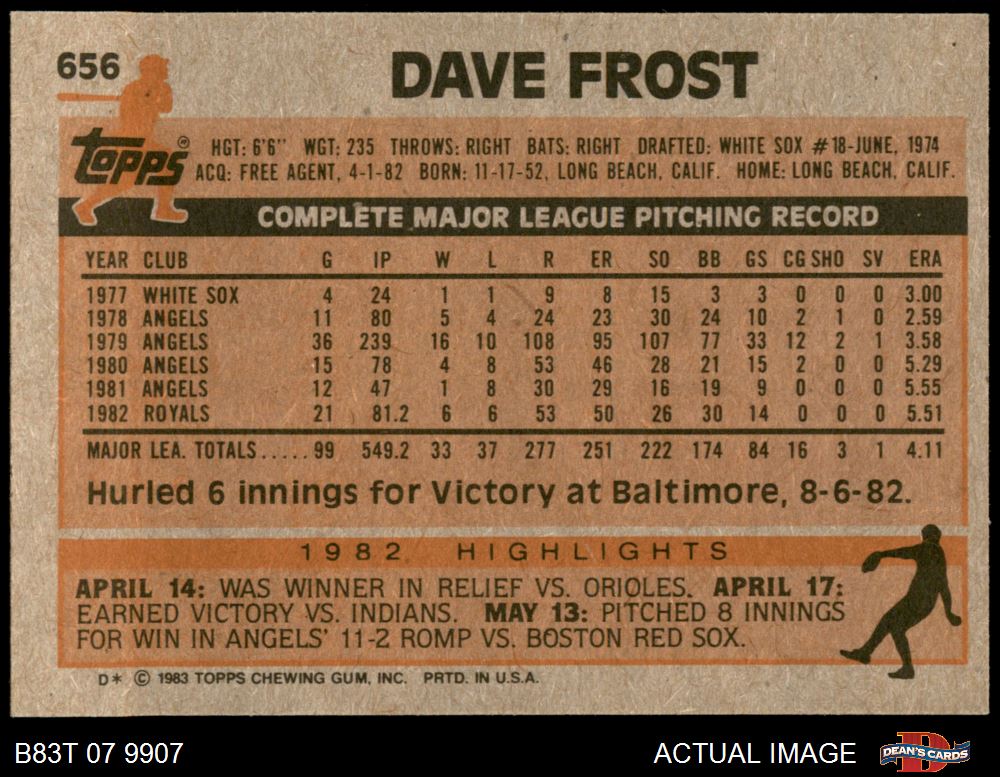 656
DAVE FROST
Topps®
HGT: 6'6" WGT: 235 THROWS: RIGHT BATS: RIGHT DRAFTED: WHITE SOX #18-JUNE, 1974
ACQ: FREE AGENT, 4-1-82 BORN: 11-17-52, LONG BEACH, CALIF. HOME: LONG BEACH, CALIF.
COMPLETE MAJOR LEAGUE PITCHING RECORD
YEAR CLUB G IP W L R ER SO BB GS CG SHO SV ERA
1977 WHITE SOX 4 24 1 1 9 8 15 3 3 0 0 0 3.00
1978 ANGELS 11 80 5 4 24 23 30 24 10 2 1 0 2.59
1979 ANGELS 36 239 16 10 108 95 107 77 33 12 2 1 3.58
1980 ANGELS 15 78 4 8 53 46 28 21 15 2 0 0 5.29
1981 ANGELS 12 47 1 8 30 29 16 19 9 0 0 0 5.55
1982 ROYALS 21 81.2 6 6 53 50 26 30 14 0 0 0 5.51
MAJOR LEA. TOTALS..... 99 549.2 33 37 277 251 222 174 84 16 3 1 4.11
Hurled 6 innings for Victory at Baltimore, 8-6-82.
1982 HIGHLIGHTS
APRIL 14: WAS WINNER IN RELIEF VS. ORIOLES. APRIL 17:
EARNED VICTORY VS. INDIANS. MAY 13: PITCHED 8 INNINGS
FOR WIN IN ANGELS' 11-2 ROMP VS. BOSTON RED SOX.
D* © 1983 TOPPS CHEWING GUM, INC. PRTD. IN U.S.A.
B83T 07 9907 ACTUAL IMAGE DEAN'S CARDS